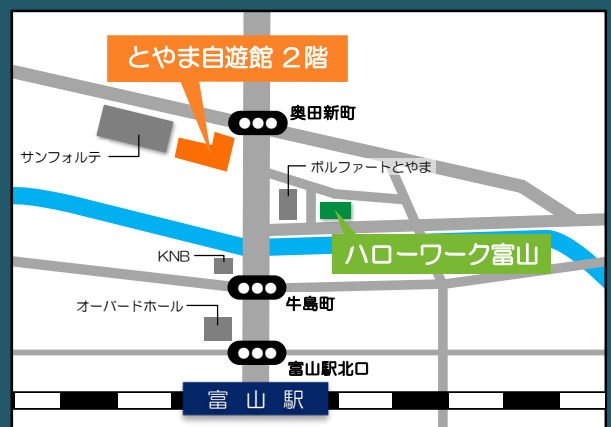 とやま自遊館 2階
奥田新町
サンフォルテ
ボルファートとやま
ハローワーク富山
KNB
牛島町
オーバードホール
富山駅北口
富山駅